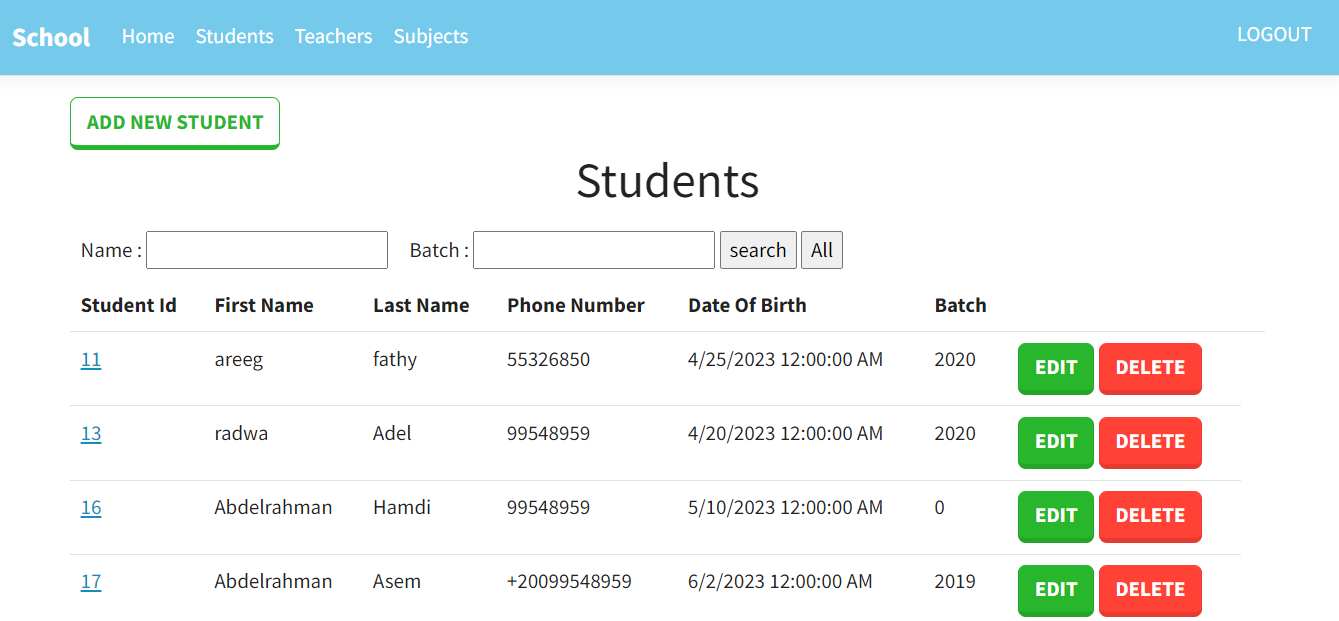 School Home Students Teachers Subjects LOGOUT
ADD NEW STUDENT
Students
Name : Batch : search All
Student Id First Name Last Name Phone Number Date Of Birth Batch
11 areeg fathy 55326850 4/25/2023 12:00:00 AM 2020 EDIT DELETE
13 radwa Adel 99548959 4/20/2023 12:00:00 AM 2020 EDIT DELETE
16 Abdelrahman Hamdi 99548959 5/10/2023 12:00:00 AM 0 EDIT DELETE
17 Abdelrahman Asem +20099548959 6/2/2023 12:00:00 AM 2019 EDIT DELETE